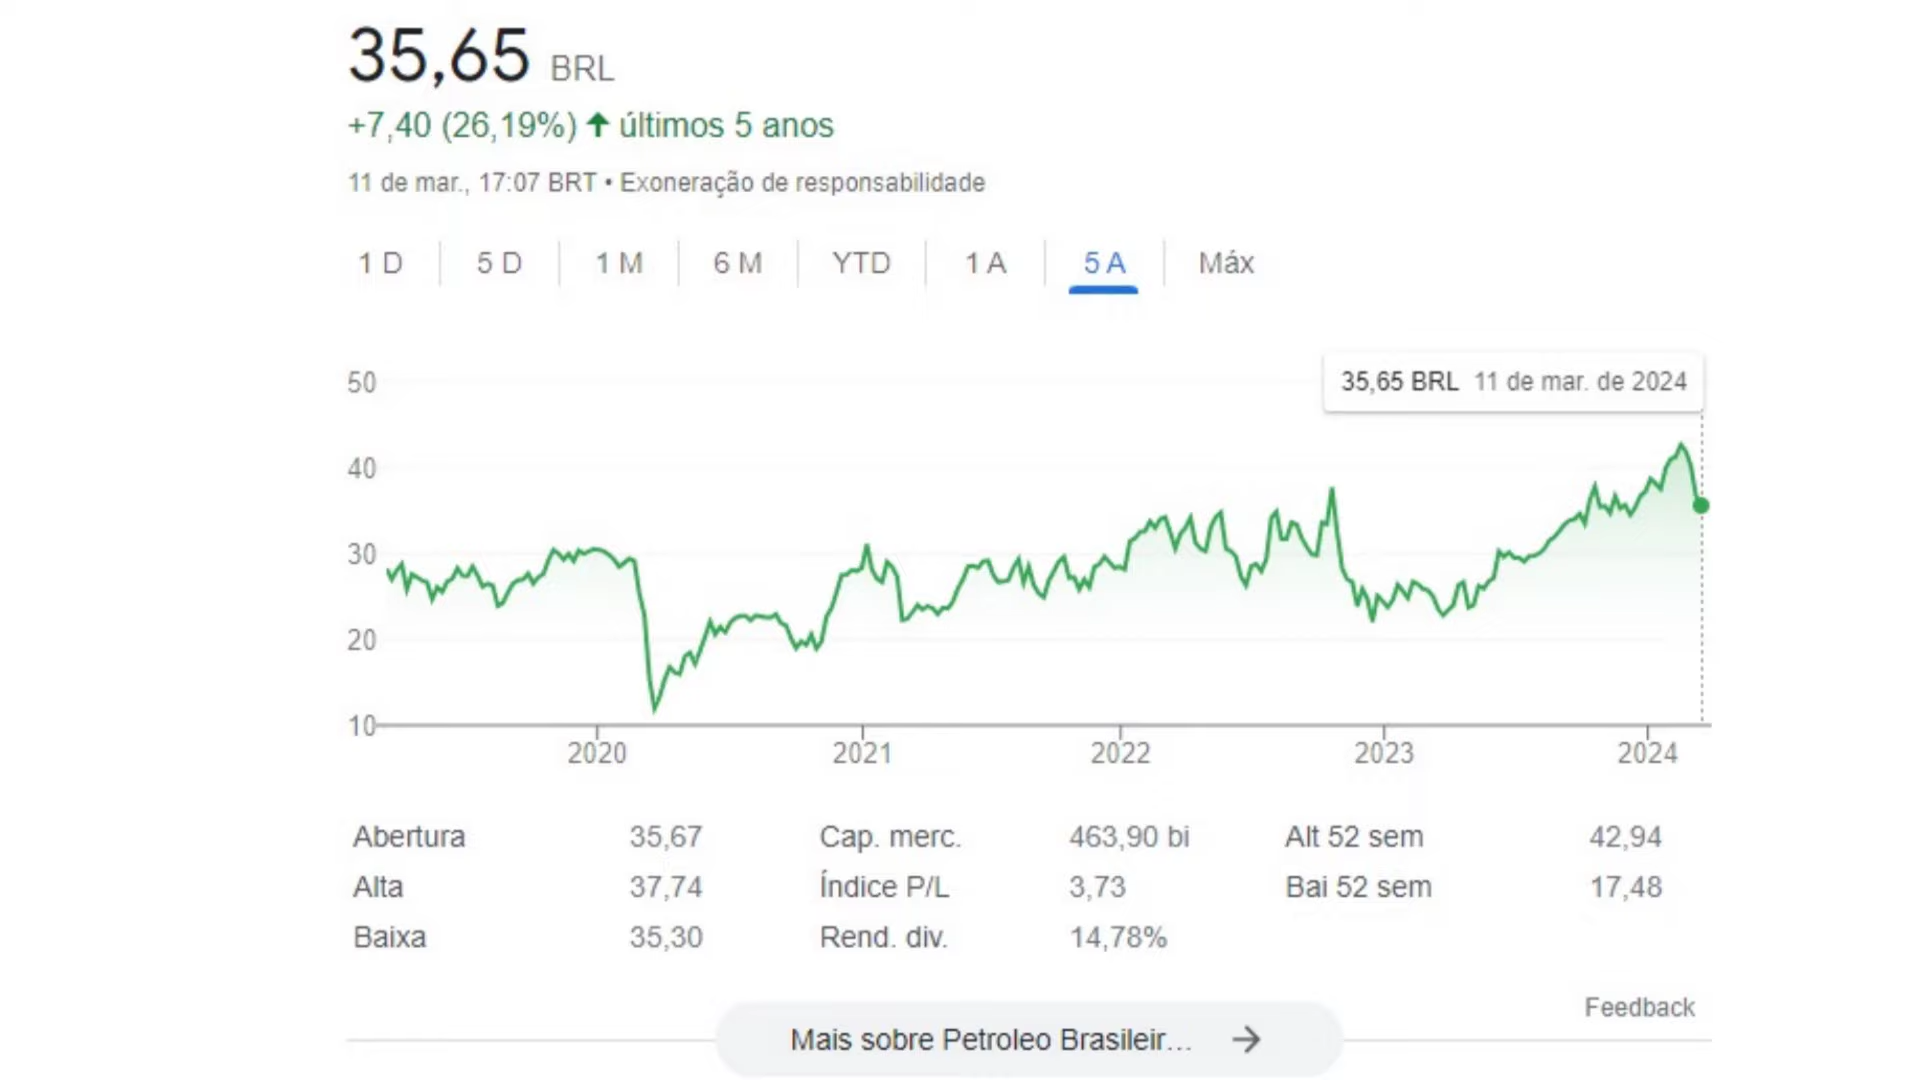 35,65 BRL
+7,40 (26,19%) ↑ últimos 5 anos
11 de mar., 17:07 BRT • Exoneração de responsabilidade
1 D 5 D 1 M 6 M YTD 1 A 5 A Máx
35,65 BRL 11 de mar. de 2024
50
40
30
20
10
2020 2021 2022 2023 2024
Abertura 35,67 Cap. merc. 463,90 bi Alt 52 sem 42,94
Alta 37,74 Índice P/L 3,73 Bai 52 sem 17,48
Baixa 35,30 Rend. div. 14,78%
Feedback
Mais sobre Petroleo Brasileir... →